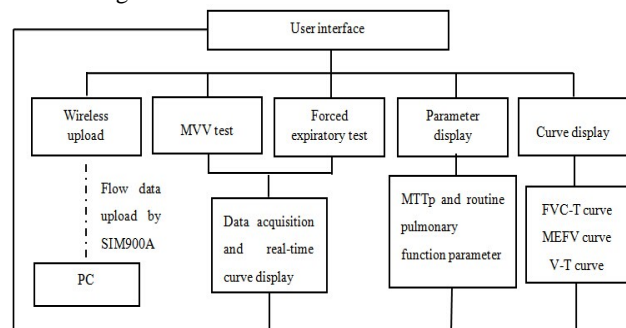 User interface
Wireless
upload
MVV test
Forced
expiratory test
Parameter
display
Curve display
Flow data
upload by
SIM900A
PC
Data acquisition
and real-time
curve display
MTTp and routine
pulmonary
function parameter
FVC-T curve
MEFV curve
V-T curve